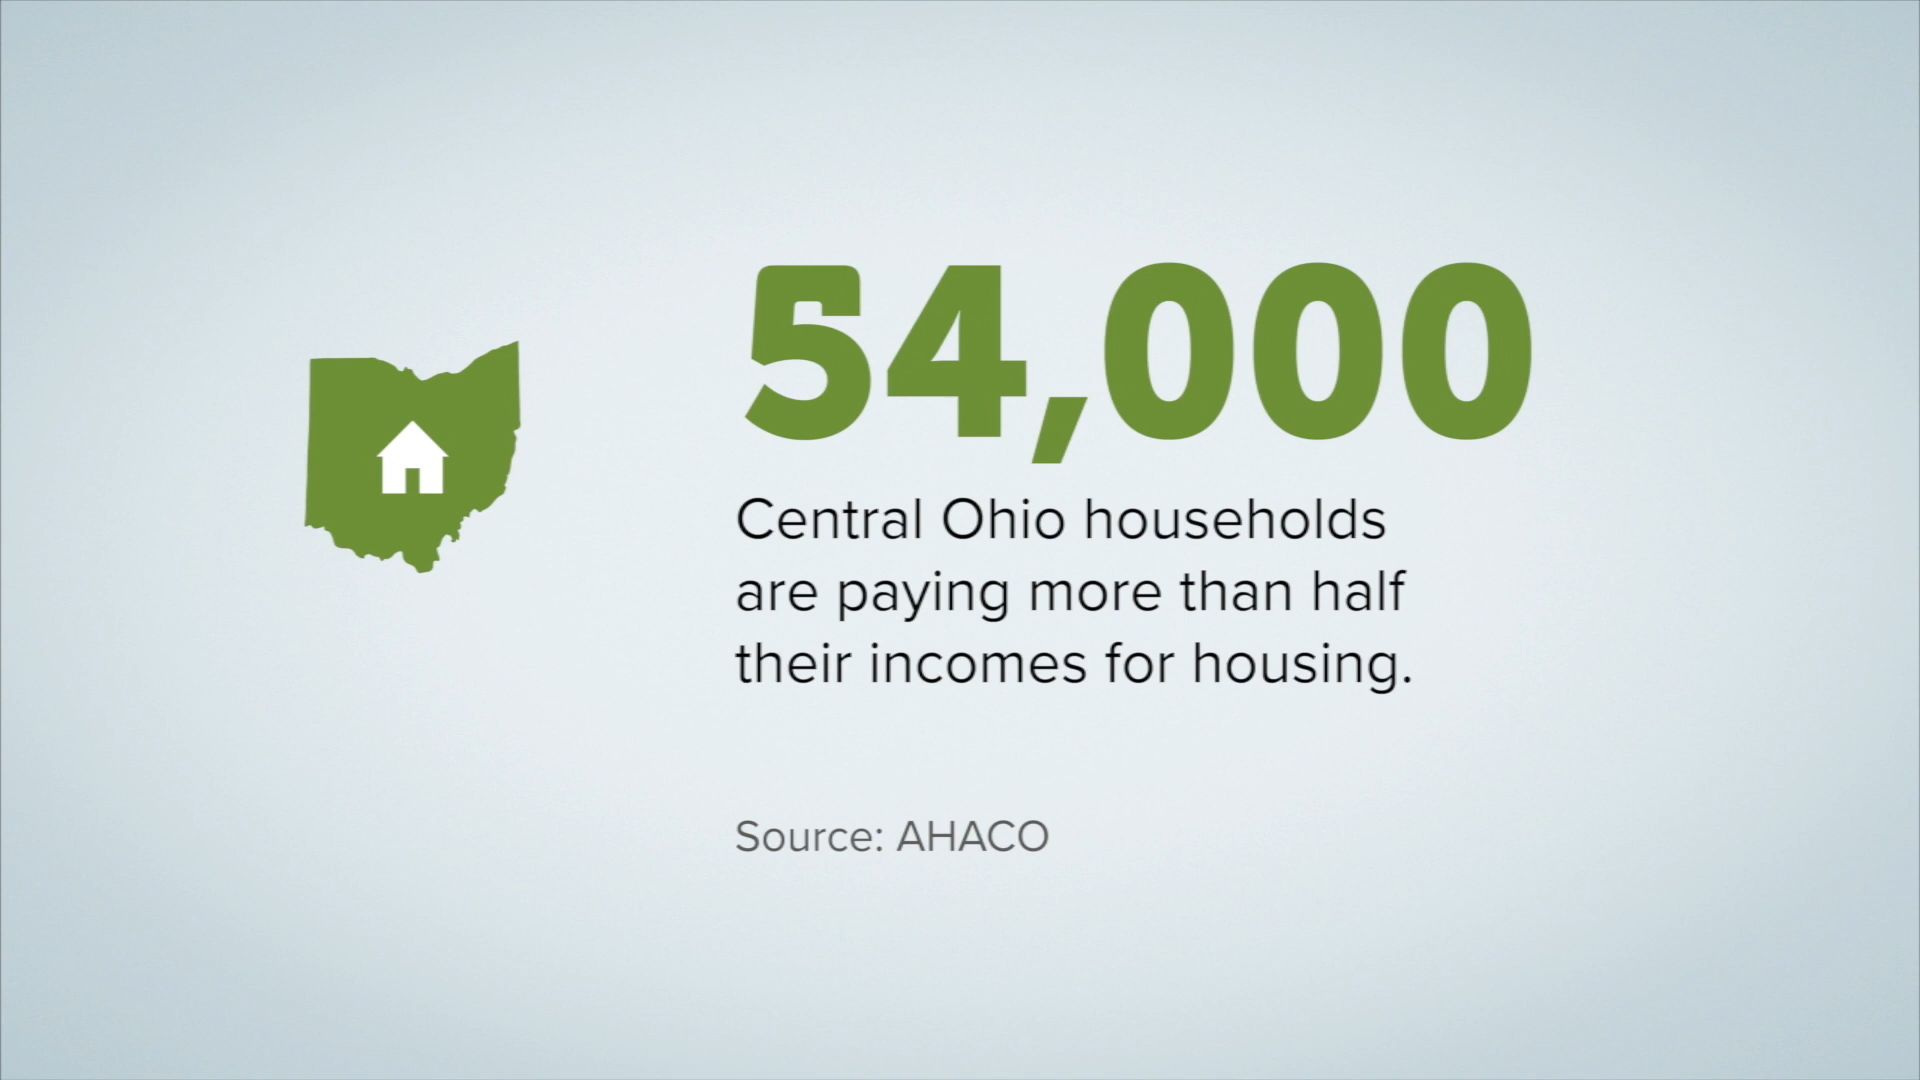 54,000
Central Ohio households
are paying more than half
their incomes for housing.
Source: AHACO